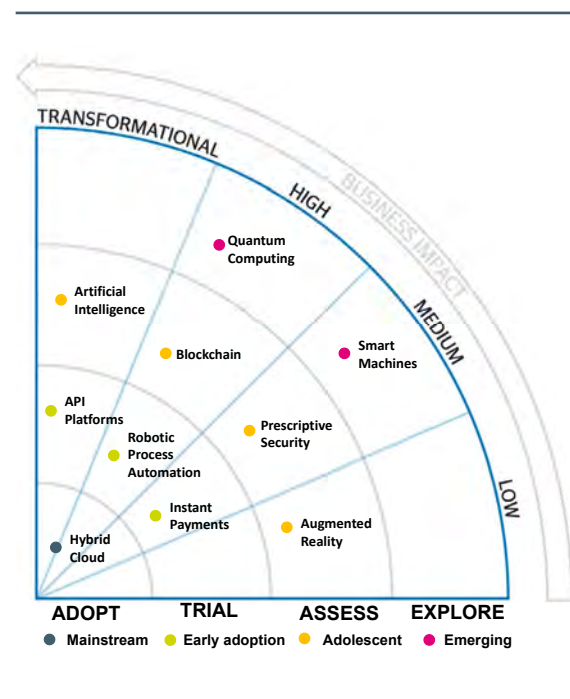 TRANSFORMATIONAL
HIGH
BUSINESS IMPACT
MEDIUM
LOW
Quantum
Computing
Artificial
Intelligence
Blockchain
Smart
Machines
API
Platforms
Robotic
Process
Automation
Prescriptive
Security
Instant
Payments
Augmented
Reality
Hybrid
Cloud
ADOPT TRIAL ASSESS EXPLORE
Mainstream Early adoption Adolescent Emerging